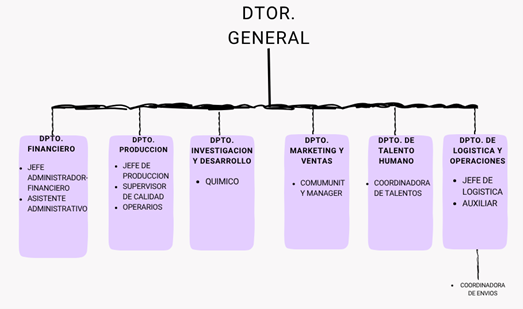 DTOR.
GENERAL
DPTO.
FINANCIERO
JEFE
ADMINISTRADOR-
FINANCIERO
ASISTENTE
ADMINISTRATIVO
DPTO.
PRODUCCION
JEFE DE
PRODUCCION
SUPERVISOR
DE CALIDAD
OPERARIOS
DPTO.
INVESTIGACION
Y DESARROLLO
QUIMICO
DPTO.
MARKETING Y
VENTAS
COMUMUNIT
Y MANAGER
DPTO. DE
TALENTO
HUMANO
COORDINADORA
DE TALENTOS
DPTO. DE
LOGISTICA Y
OPERACIONES
JEFE DE
LOGISTICA
AUXILIAR
COORDINADORA
DE ENVIOS